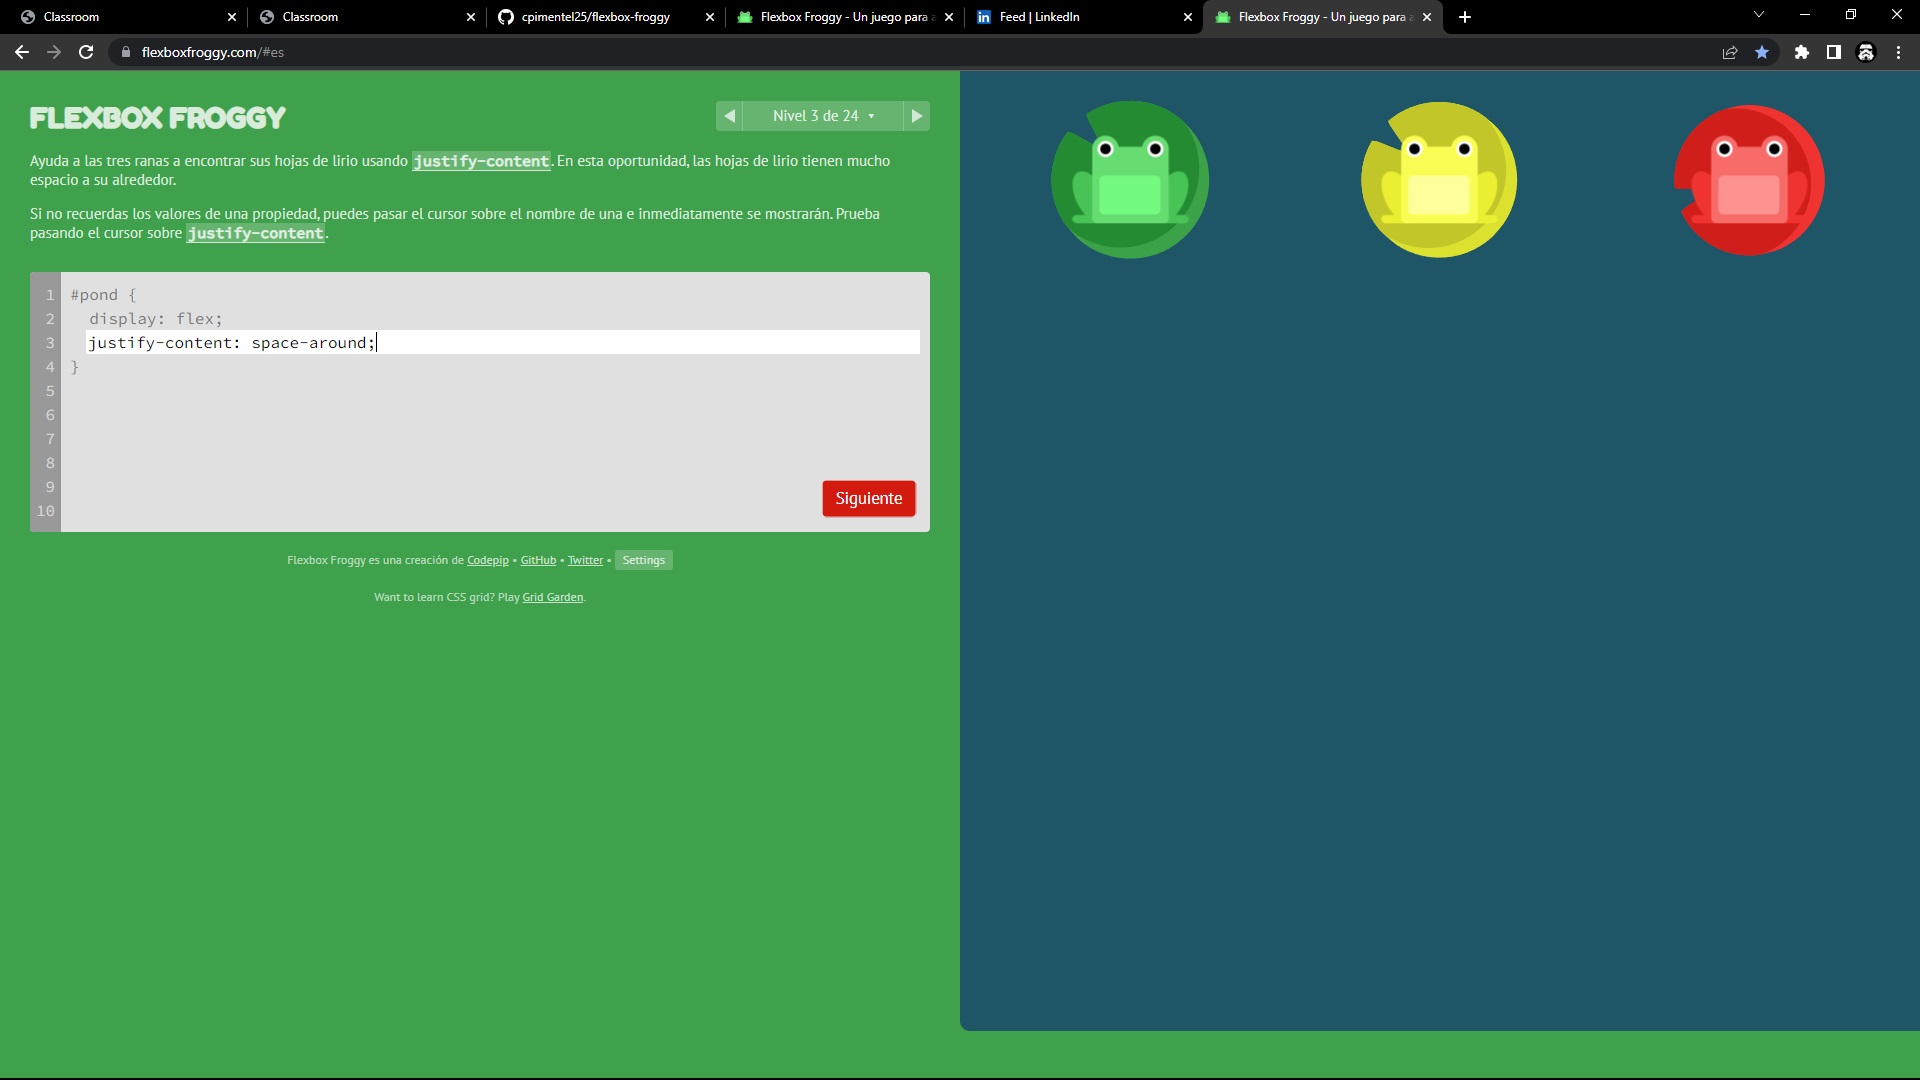 Classroom
Classroom
cpimentel25/flexbox-froggy
Flexbox Froggy - Un juego para
Feed | LinkedIn
Flexbox Froggy - Un juego para
flexboxfroggy.com/#es
FLEXBOX FROGGY
Nivel 3 de 24
Ayuda a las tres ranas a encontrar sus hojas de lirio usando justify-content. En esta oportunidad, las hojas de lirio tienen mucho
espacio a su alrededor.
Si no recuerdas los valores de una propiedad, puedes pasar el cursor sobre el nombre de una e inmediatamente se mostrarán. Prueba
pasando el cursor sobre justify-content.
1 #pond {
2 display: flex;
3 justify-content: space-around;
4 }
5
6
7
8
9
10
Siguiente
Flexbox Froggy es una creación de Codepip • GitHub • Twitter • Settings
Want to learn CSS grid? Play Grid Garden.